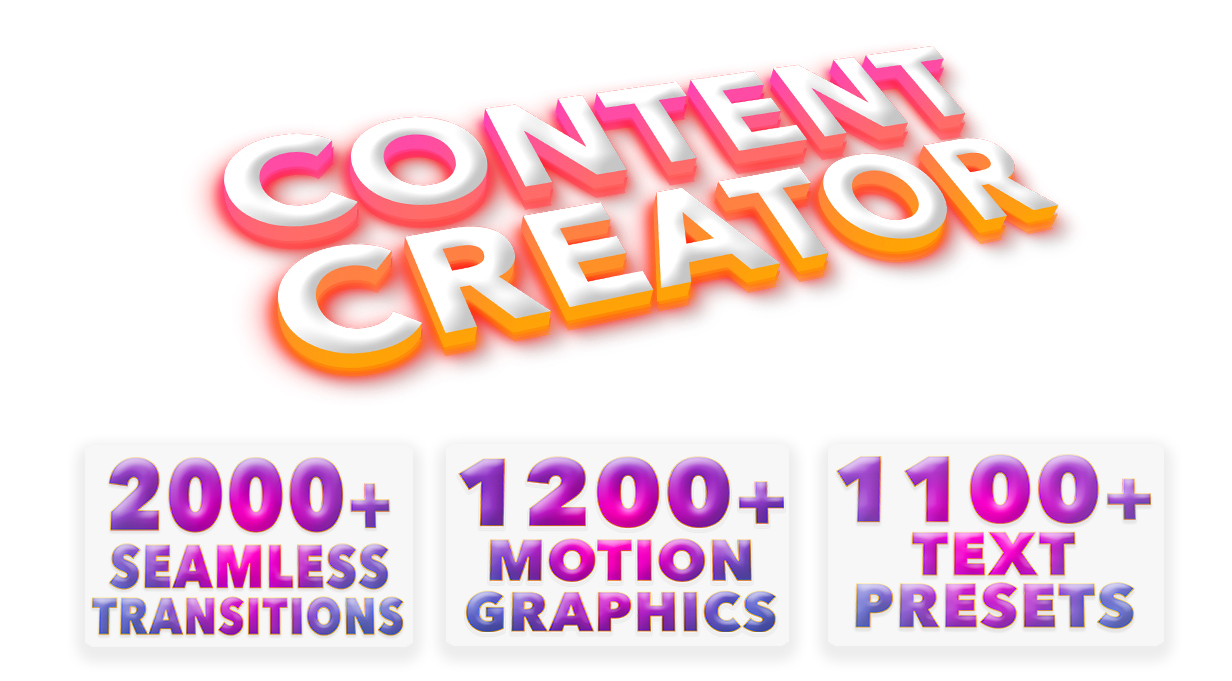 CONTENT
CREATOR
2000+
SEAMLESS
TRANSITIONS
1200+
MOTION
GRAPHICS
1100+
TEXT
PRESETS